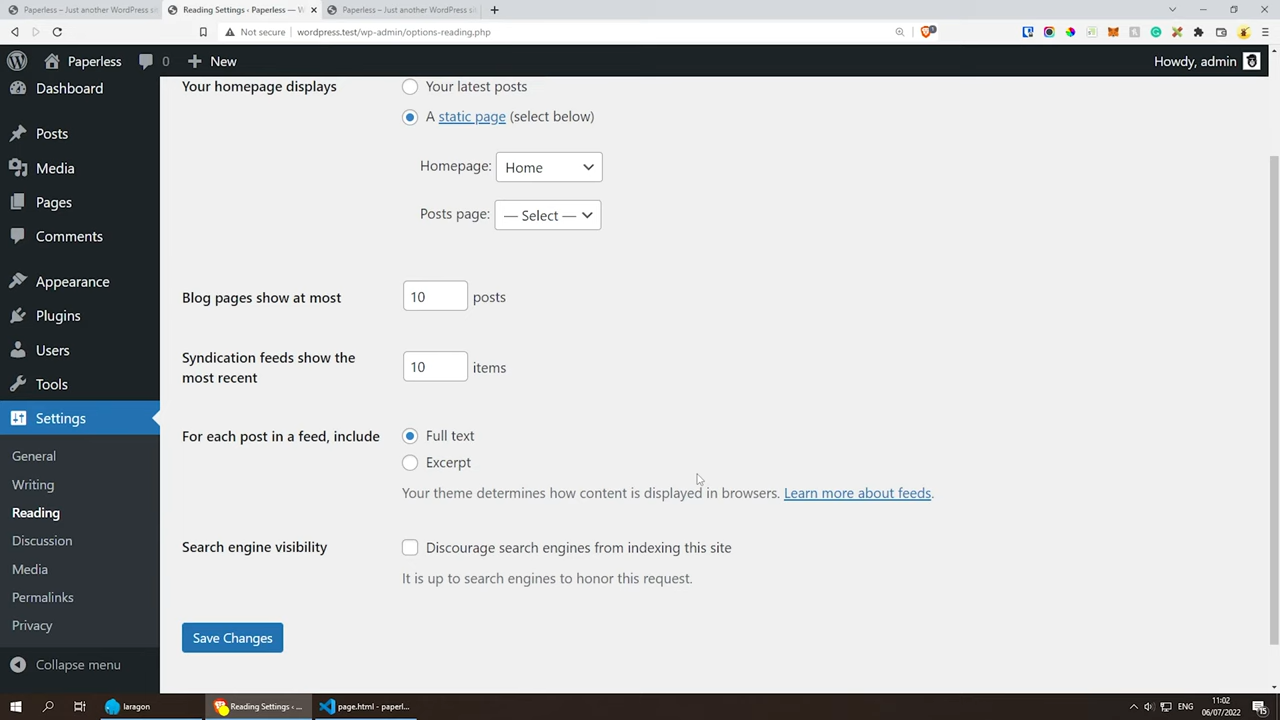 Paperless – Just another WordPress si
Reading Settings ‹ Paperless — W
Paperless – Just another WordPress si
Not secure
wordpress.test/wp-admin/options-reading.php
Paperless
0
New
Howdy, admin
Dashboard
Posts
Media
Pages
Comments
Appearance
Plugins
Users
Tools
Settings
General
Writing
Reading
Discussion
Media
Permalinks
Privacy
Collapse menu
Your homepage displays
Your latest posts
A static page (select below)
Homepage: Home
Posts page: — Select —
Blog pages show at most 10 posts
Syndication feeds show the
most recent
10 items
For each post in a feed, include
Full text
Excerpt
Your theme determines how content is displayed in browsers. Learn more about feeds.
Search engine visibility
Discourage search engines from indexing this site
It is up to search engines to honor this request.
Save Changes
laragon
Reading Settings ‹ ...
page.html - paperl...
ENG
11:02
06/07/2022